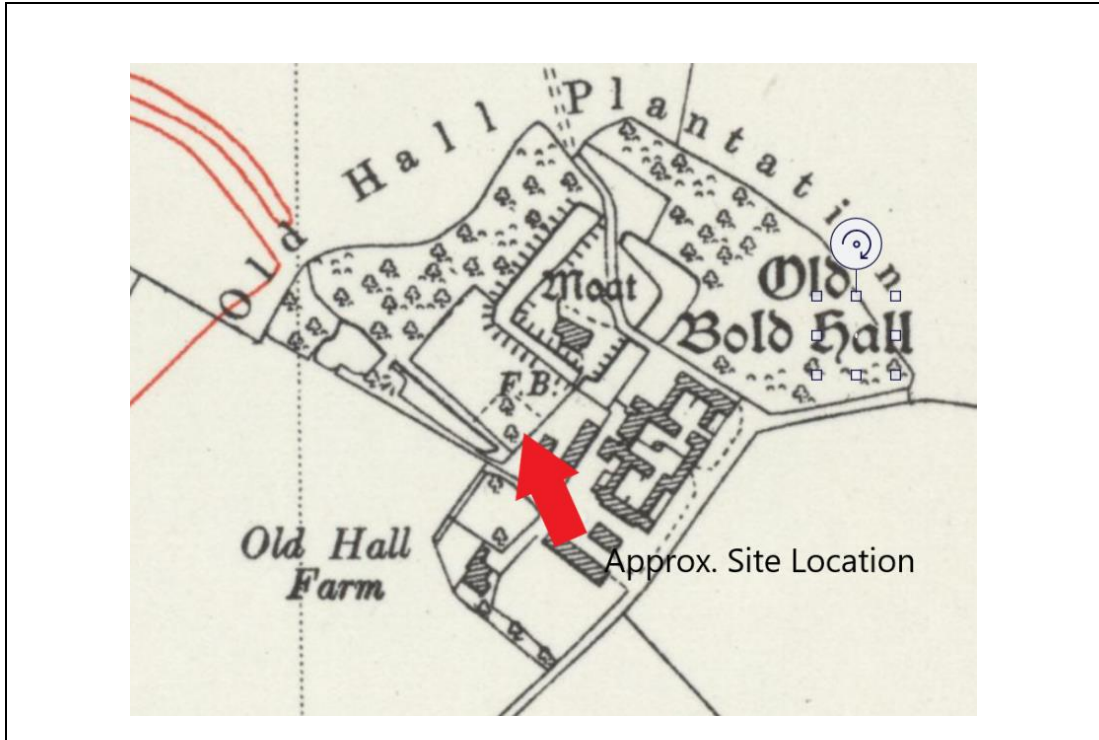 Old Hall Plantation
Moat
Old
Bold Hall
F B
Old Hall
Farm
Approx. Site Location